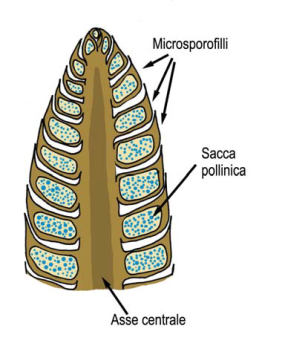 Microsporofilli
Sacca
pollinica
Asse centrale